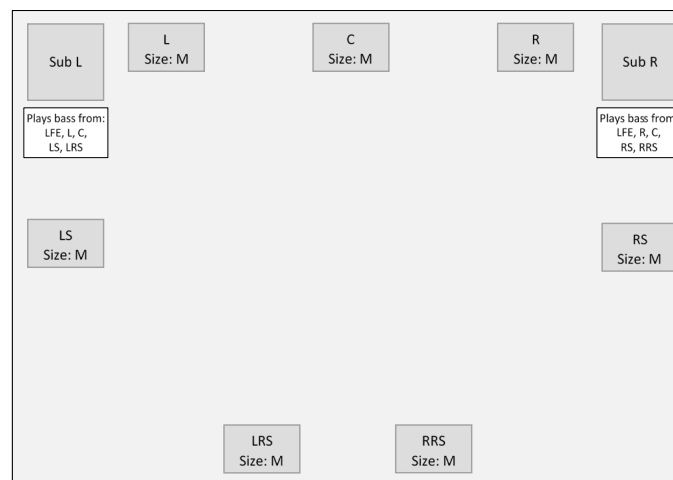 Sub L
L
Size: M
C
Size: M
R
Size: M
Sub R
Plays bass from:
LFE, L, C,
LS, LRS
Plays bass from
LFE, R, C,
RS, RRS
LS
Size: M
RS
Size: M
LRS
Size: M
RRS
Size: M